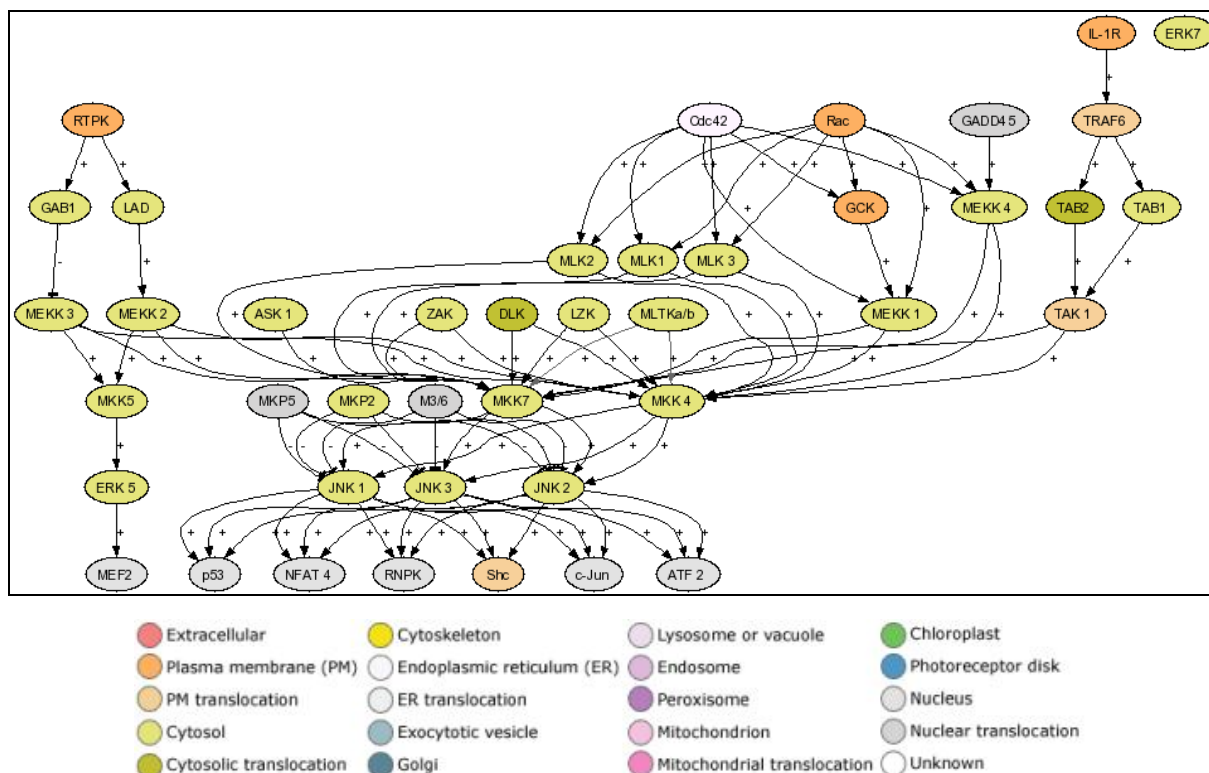 IL-1R ERK7
RTPK Cdc42 Rac GADD45 TRAF6
GAB1 LAD GCK MEKK 4 TAB2 TAB1
MLK2 MLK1 MLK 3
MEKK 3 MEKK 2 ASK 1 ZAK DLK LZK MLTKa/b MEKK 1 TAK 1
MKK5 MKP5 MKP2 M3/6 MKK7 MKK 4
ERK 5 JNK 1 JNK 3 JNK 2
MEF2 p53 NFAT 4 RNPK Shc c-Jun ATF 2
Extracellular Cytoskeleton Lysosome or vacuole Chloroplast
Plasma membrane (PM) Endoplasmic reticulum (ER) Endosome Photoreceptor disk
PM translocation ER translocation Peroxisome Nucleus
Cytosol Exocytotic vesicle Mitochondrion Nuclear translocation
Cytosolic translocation Golgi Mitochondrial translocation Unknown